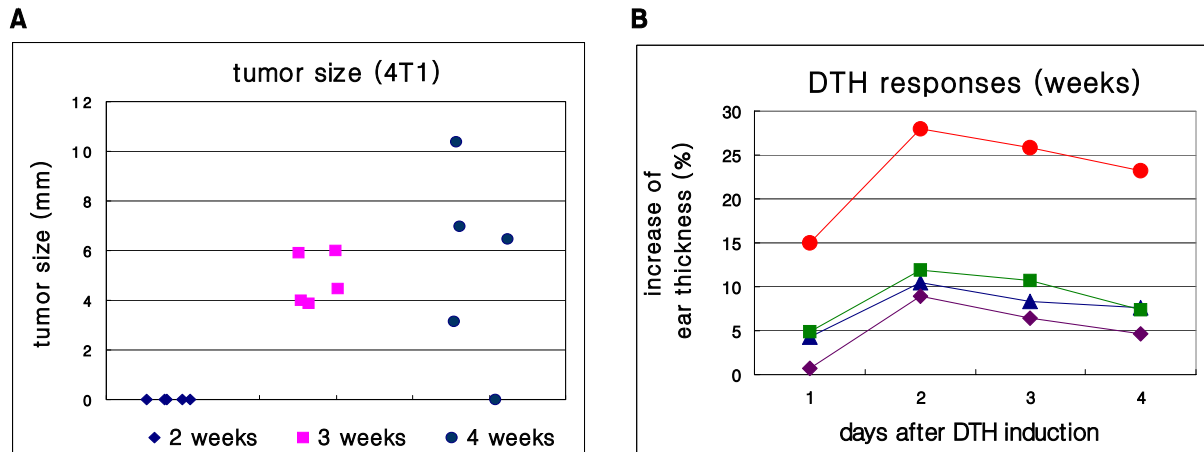 A
tumor size (4T1)
tumor size (mm)
12
10
8
6
4
2
0
2 weeks
3 weeks
4 weeks
B
DTH responses (weeks)
increase of
ear thickness (%)
30
25
20
15
10
5
0
1
2
3
4
days after DTH induction